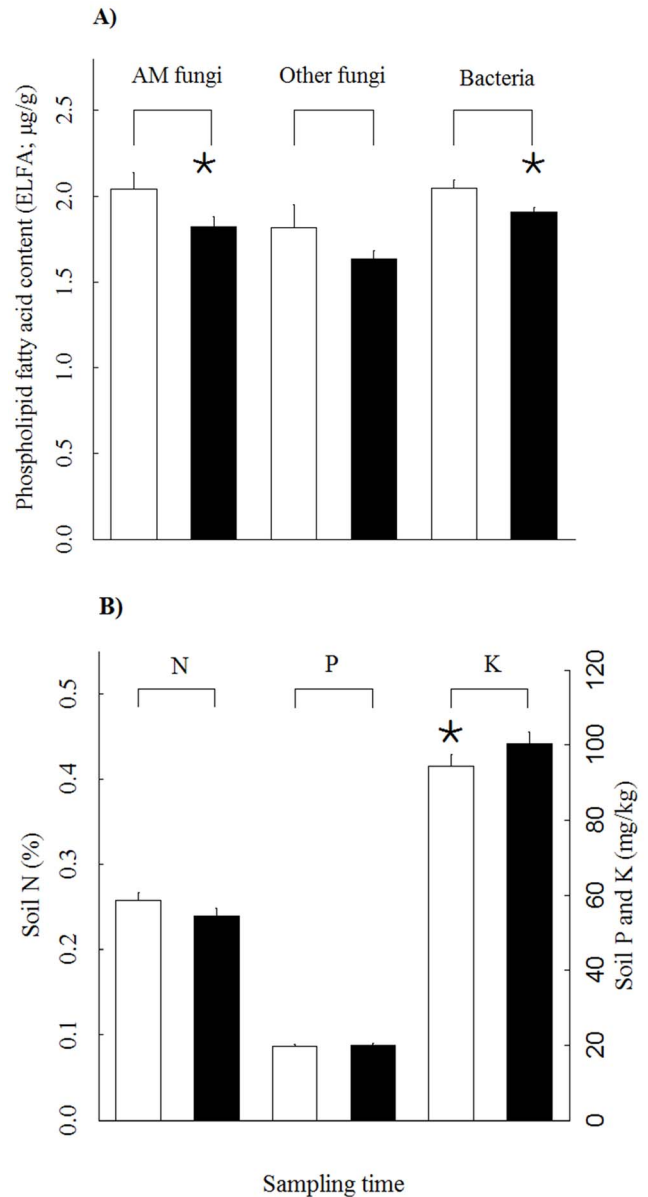 A)
AM fungi Other fungi Bacteria
Phospholipid fatty acid content (ELFA; µg/g)
2.5
2.0
1.5
1.0
0.5
0.0
B)
N P K
Soil N (%)
0.5
0.4
0.3
0.2
0.1
0.0
120
100
80
60
40
20
0
Soil P and K (mg/kg)
Sampling time